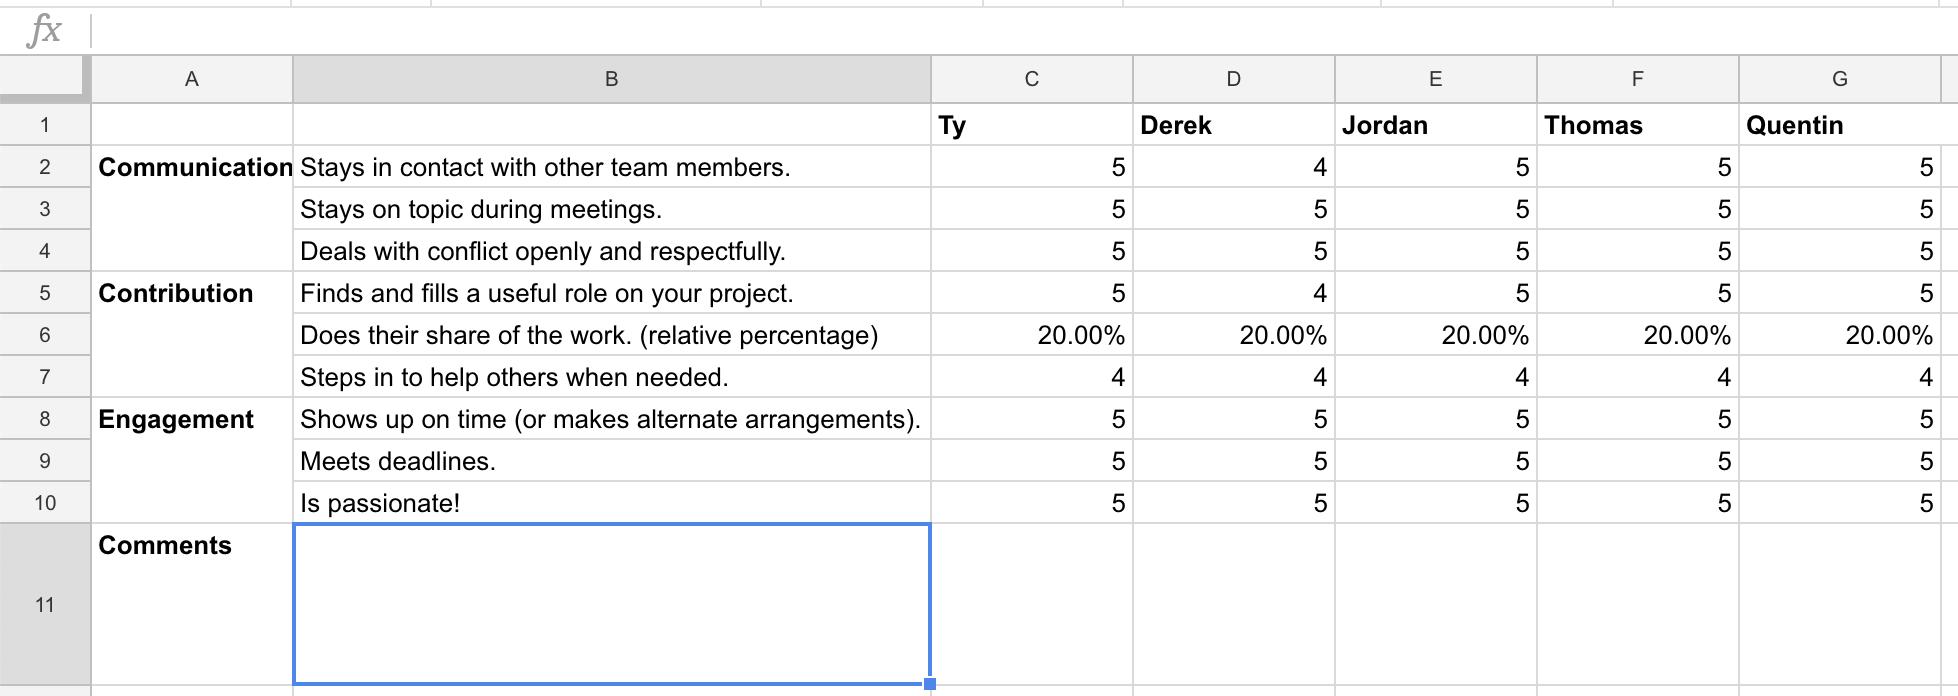 fx
A B C D E F G
1 Ty Derek Jordan Thomas Quentin
2 Communication Stays in contact with other team members. 5 4 5 5 5
3 Stays on topic during meetings. 5 5 5 5 5
4 Deals with conflict openly and respectfully. 5 5 5 5 5
5 Contribution Finds and fills a useful role on your project. 5 4 5 5 5
6 Does their share of the work. (relative percentage) 20.00% 20.00% 20.00% 20.00% 20.00%
7 Steps in to help others when needed. 4 4 4 4 4
8 Engagement Shows up on time (or makes alternate arrangements). 5 5 5 5 5
9 Meets deadlines. 5 5 5 5 5
10 Is passionate! 5 5 5 5 5
11 Comments